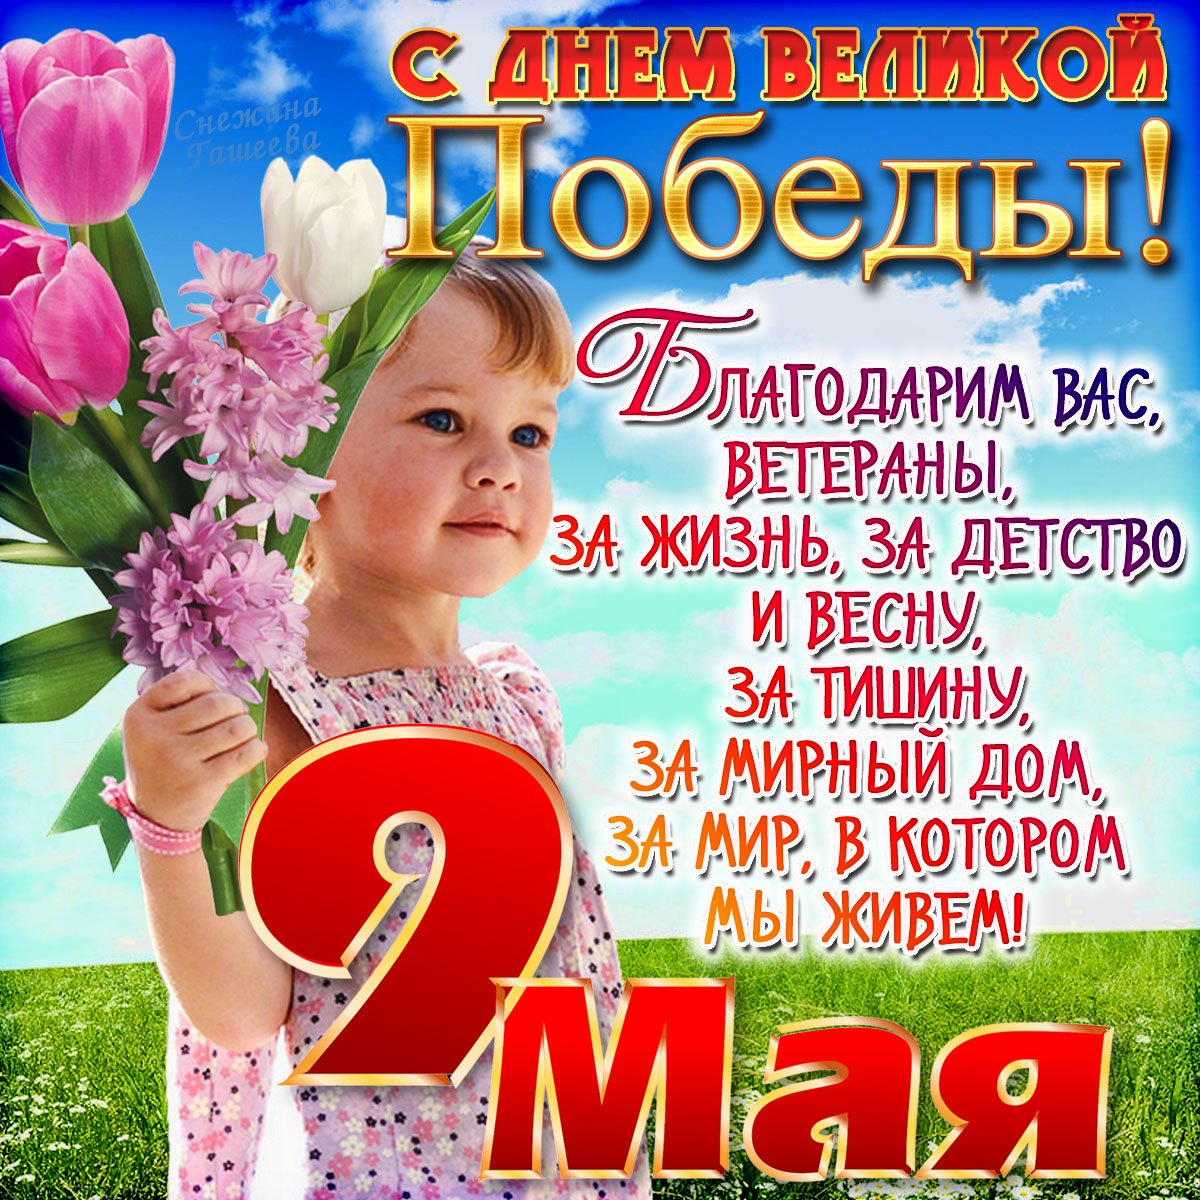 С ДНЕМ ВЕЛИКОЙ
Победы!
Снежана
Гашеева
Благодарим вас,
ветераны,
за жизнь, за детство
и весну,
за тишину,
за мирный дом,
за мир, в котором
мы живем!
9 Мая